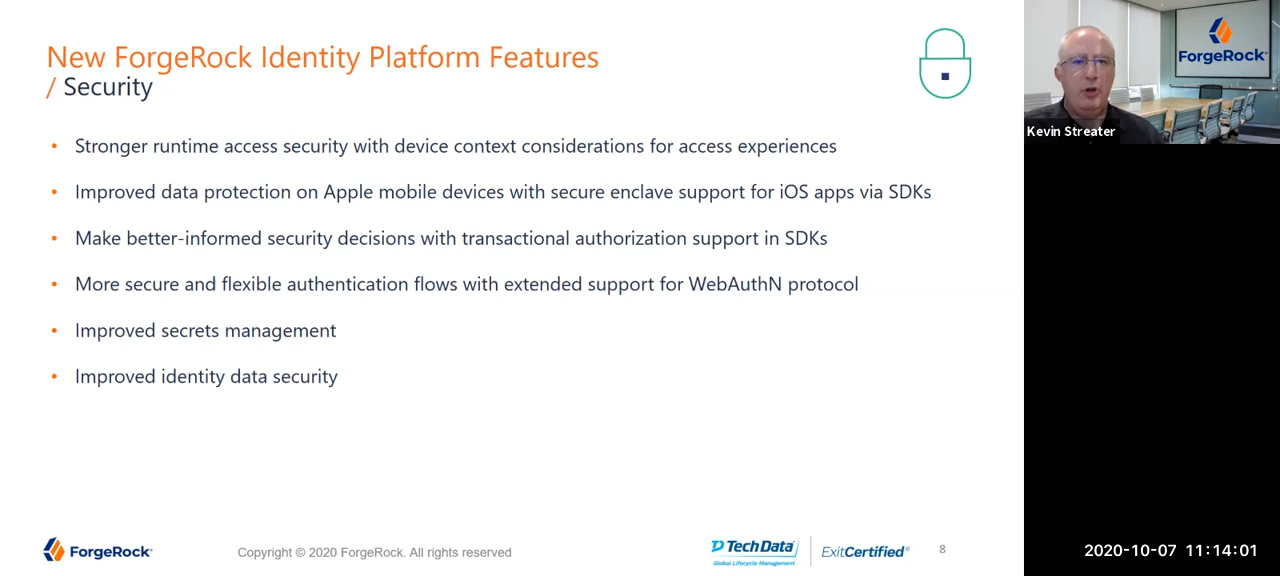 New ForgeRock Identity Platform Features
/ Security
• Stronger runtime access security with device context considerations for access experiences
• Improved data protection on Apple mobile devices with secure enclave support for iOS apps via SDKs
• Make better-informed security decisions with transactional authorization support in SDKs
• More secure and flexible authentication flows with extended support for WebAuthN protocol
• Improved secrets management
• Improved identity data security
ForgeRock
Copyright © 2020 ForgeRock. All rights reserved
TechData
Global Lifecycle Management
ExitCertified®
8
ForgeRock
Kevin Streater
2020-10-07 11:14:01